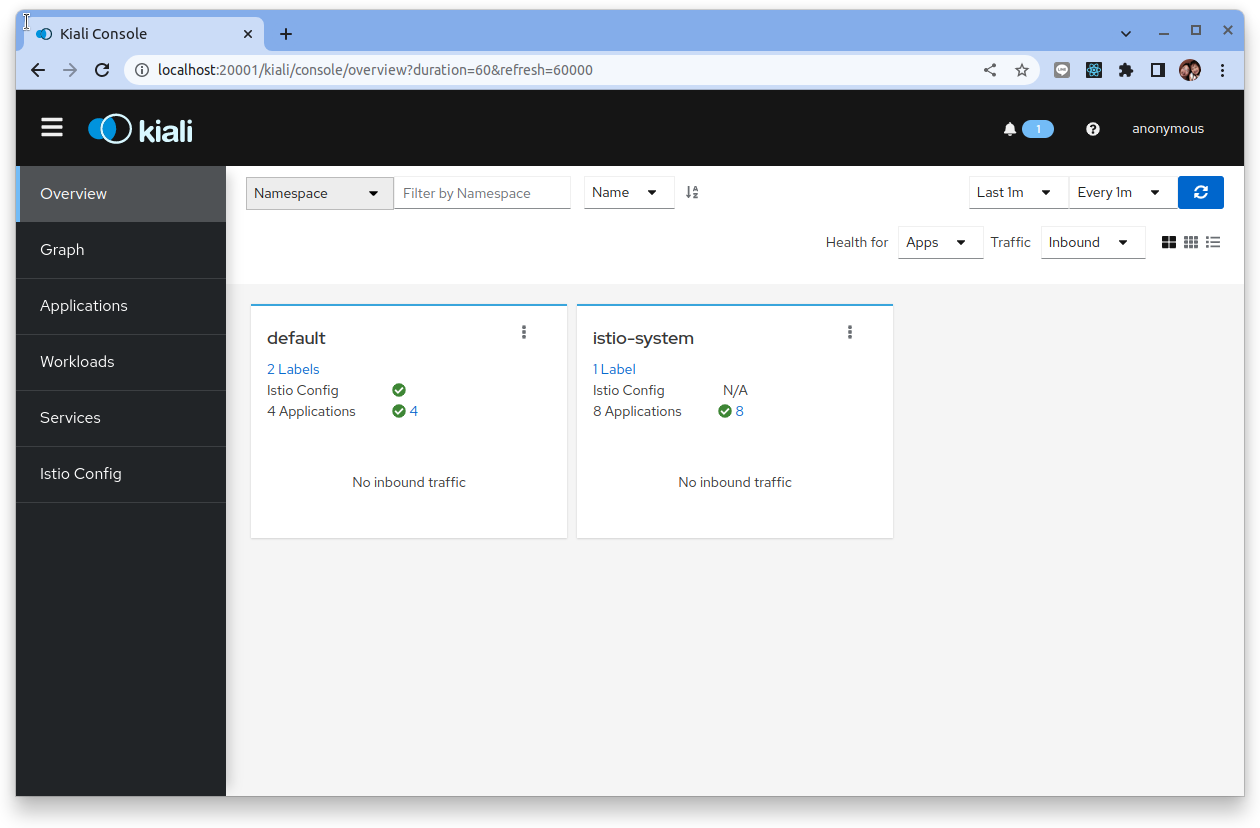 Kiali Console
localhost:20001/kiali/console/overview?duration=60&refresh=60000
kiali
1
anonymous
Overview
Graph
Applications
Workloads
Services
Istio Config
Namespace
Filter by Namespace
Name
Last 1m
Every 1m
Health for
Apps
Traffic
Inbound
default
2 Labels
Istio Config
4 Applications 4
No inbound traffic
istio-system
1 Label
Istio Config N/A
8 Applications 8
No inbound traffic